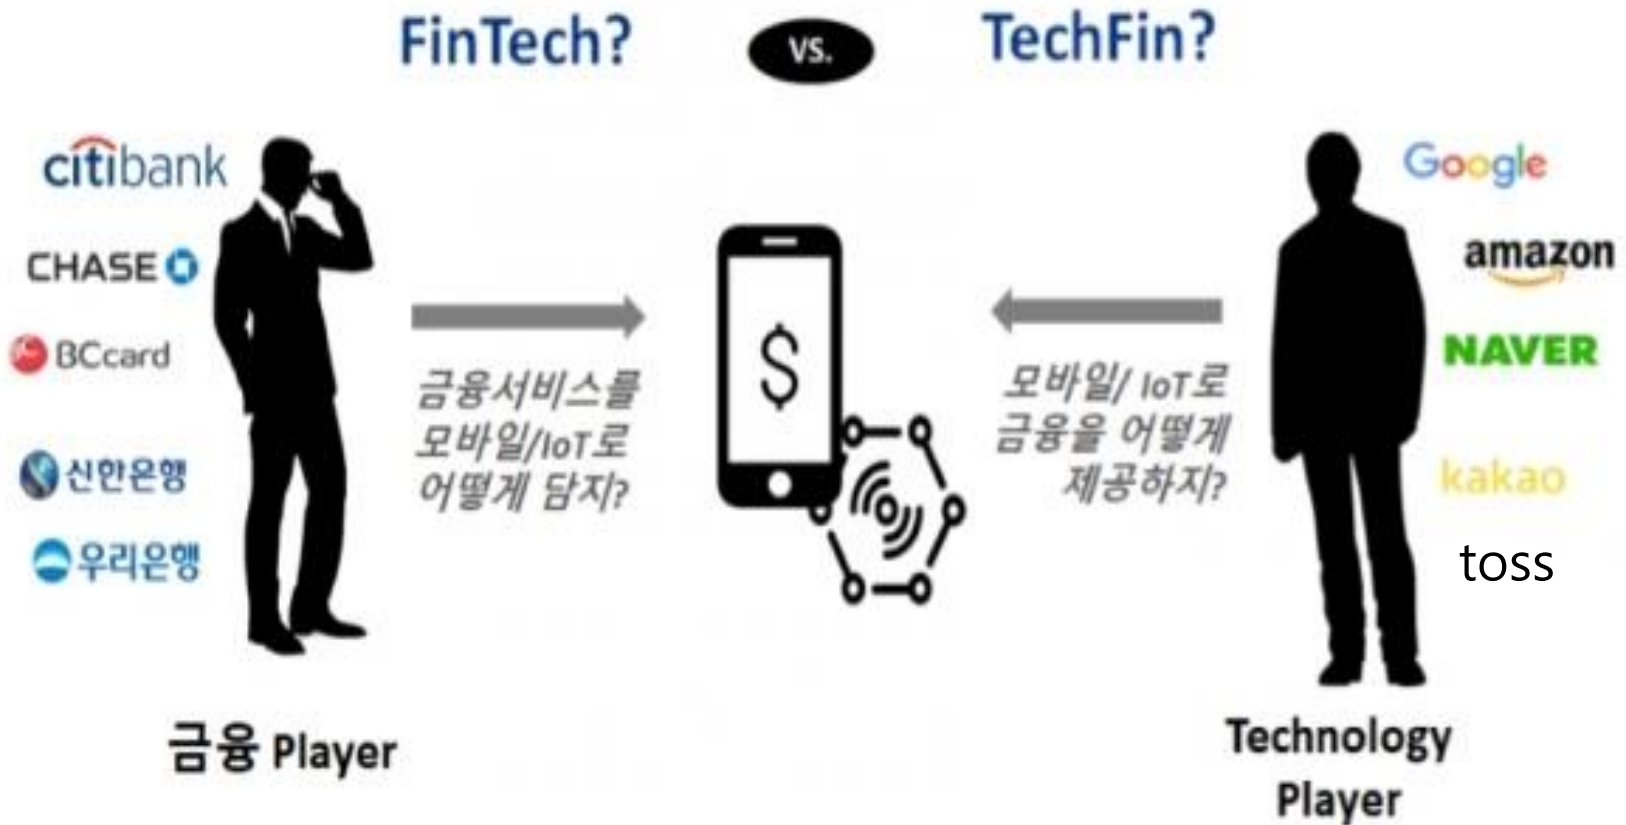 FinTech?
VS.
TechFin?
citibank
CHASE
BCcard
신한은행
우리은행
금융서비스를
모바일/IoT로
어떻게 담지?
$
모바일/ IoT로
금융을 어떻게
제공하지?
Google
amazon
NAVER
kakao
toss
금융 Player
Technology
Player